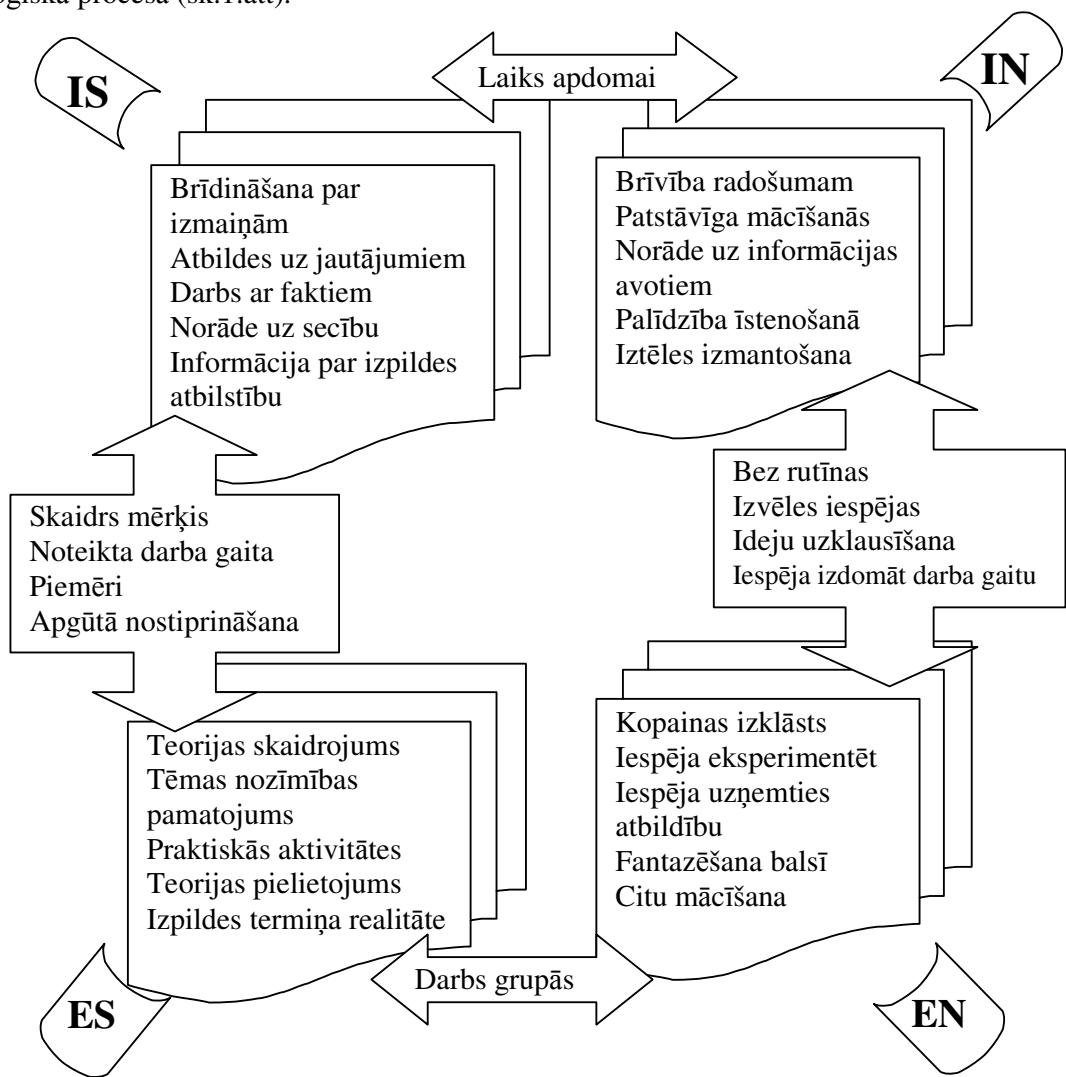 IS
Laiks apdomai
IN
Brīdināšana par
izmaiņām
Atbildes uz jautājumiem
Darbs ar faktiem
Norāde uz secību
Informācija par izpildes
atbilstību
Brīvība radošumam
Patstāvīga mācīšanās
Norāde uz informācijas
avotiem
Palīdzība īstenošanā
Iztēles izmantošana
Skaidrs mērķis
Noteikta darba gaita
Piemēri
Apgūtā nostiprināšana
Bez rutīnas
Izvēles iespējas
Ideju uzklausīšana
Iespēja izdomāt darba gaitu
Teorijas skaidrojums
Tēmas nozīmības
pamatojums
Praktiskās aktivitātes
Teorijas pielietojums
Izpildes termiņa realitāte
Kopainas izklāsts
Iespēja eksperimentēt
Iespēja uzņemties
atbildību
Fantazēšana balsī
Citu mācīšana
ES
Darbs grupās
EN